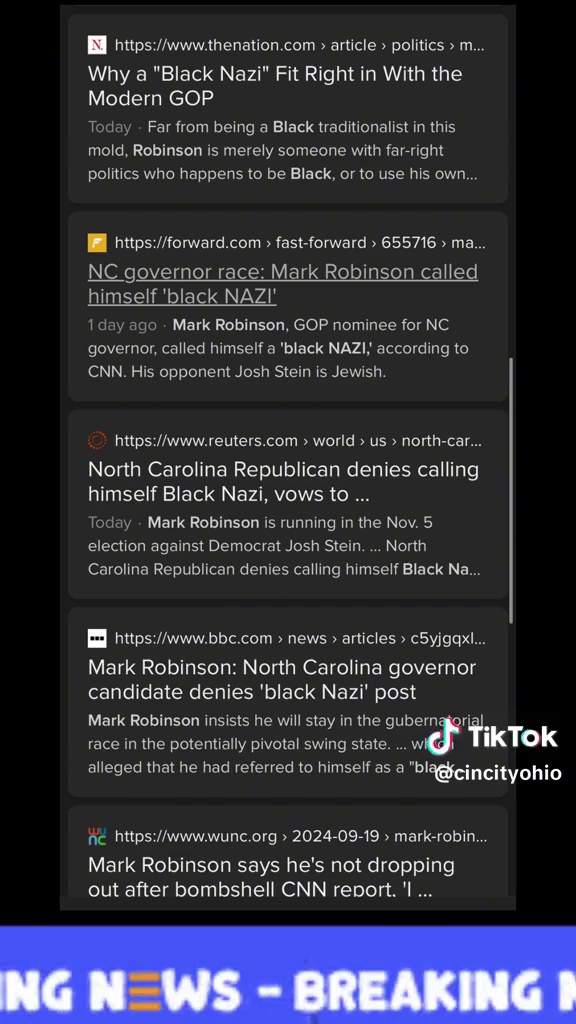 N.
https://www.thenation.com › article › politics › m...
Why a "Black Nazi" Fit Right in With the
Modern GOP
Today · Far from being a Black traditionalist in this
mold, Robinson is merely someone with far-right
politics who happens to be Black, or to use his own...
https://forward.com › fast-forward › 655716 › ma...
NC governor race: Mark Robinson called
himself 'black NAZI'
1 day ago · Mark Robinson, GOP nominee for NC
governor, called himself a 'black NAZI,' according to
CNN. His opponent Josh Stein is Jewish.
https://www.reuters.com › world › us › north-car...
North Carolina Republican denies calling
himself Black Nazi, vows to ...
Today · Mark Robinson is running in the Nov. 5
election against Democrat Josh Stein. ... North
Carolina Republican denies calling himself Black Na...
https://www.bbc.com › news › articles › c5yjgqxl...
Mark Robinson: North Carolina governor
candidate denies 'black Nazi' post
Mark Robinson insists he will stay in the gubernatorial
race in the potentially pivotal swing state. ...
alleged that he had referred to himself as a "black
TikTok
@cincityohio
wu
nc
https://www.wunc.org › 2024-09-19 › mark-robin...
Mark Robinson says he's not dropping
out after bombshell CNN report. 'I ...
ING NEWS - BREAKING N